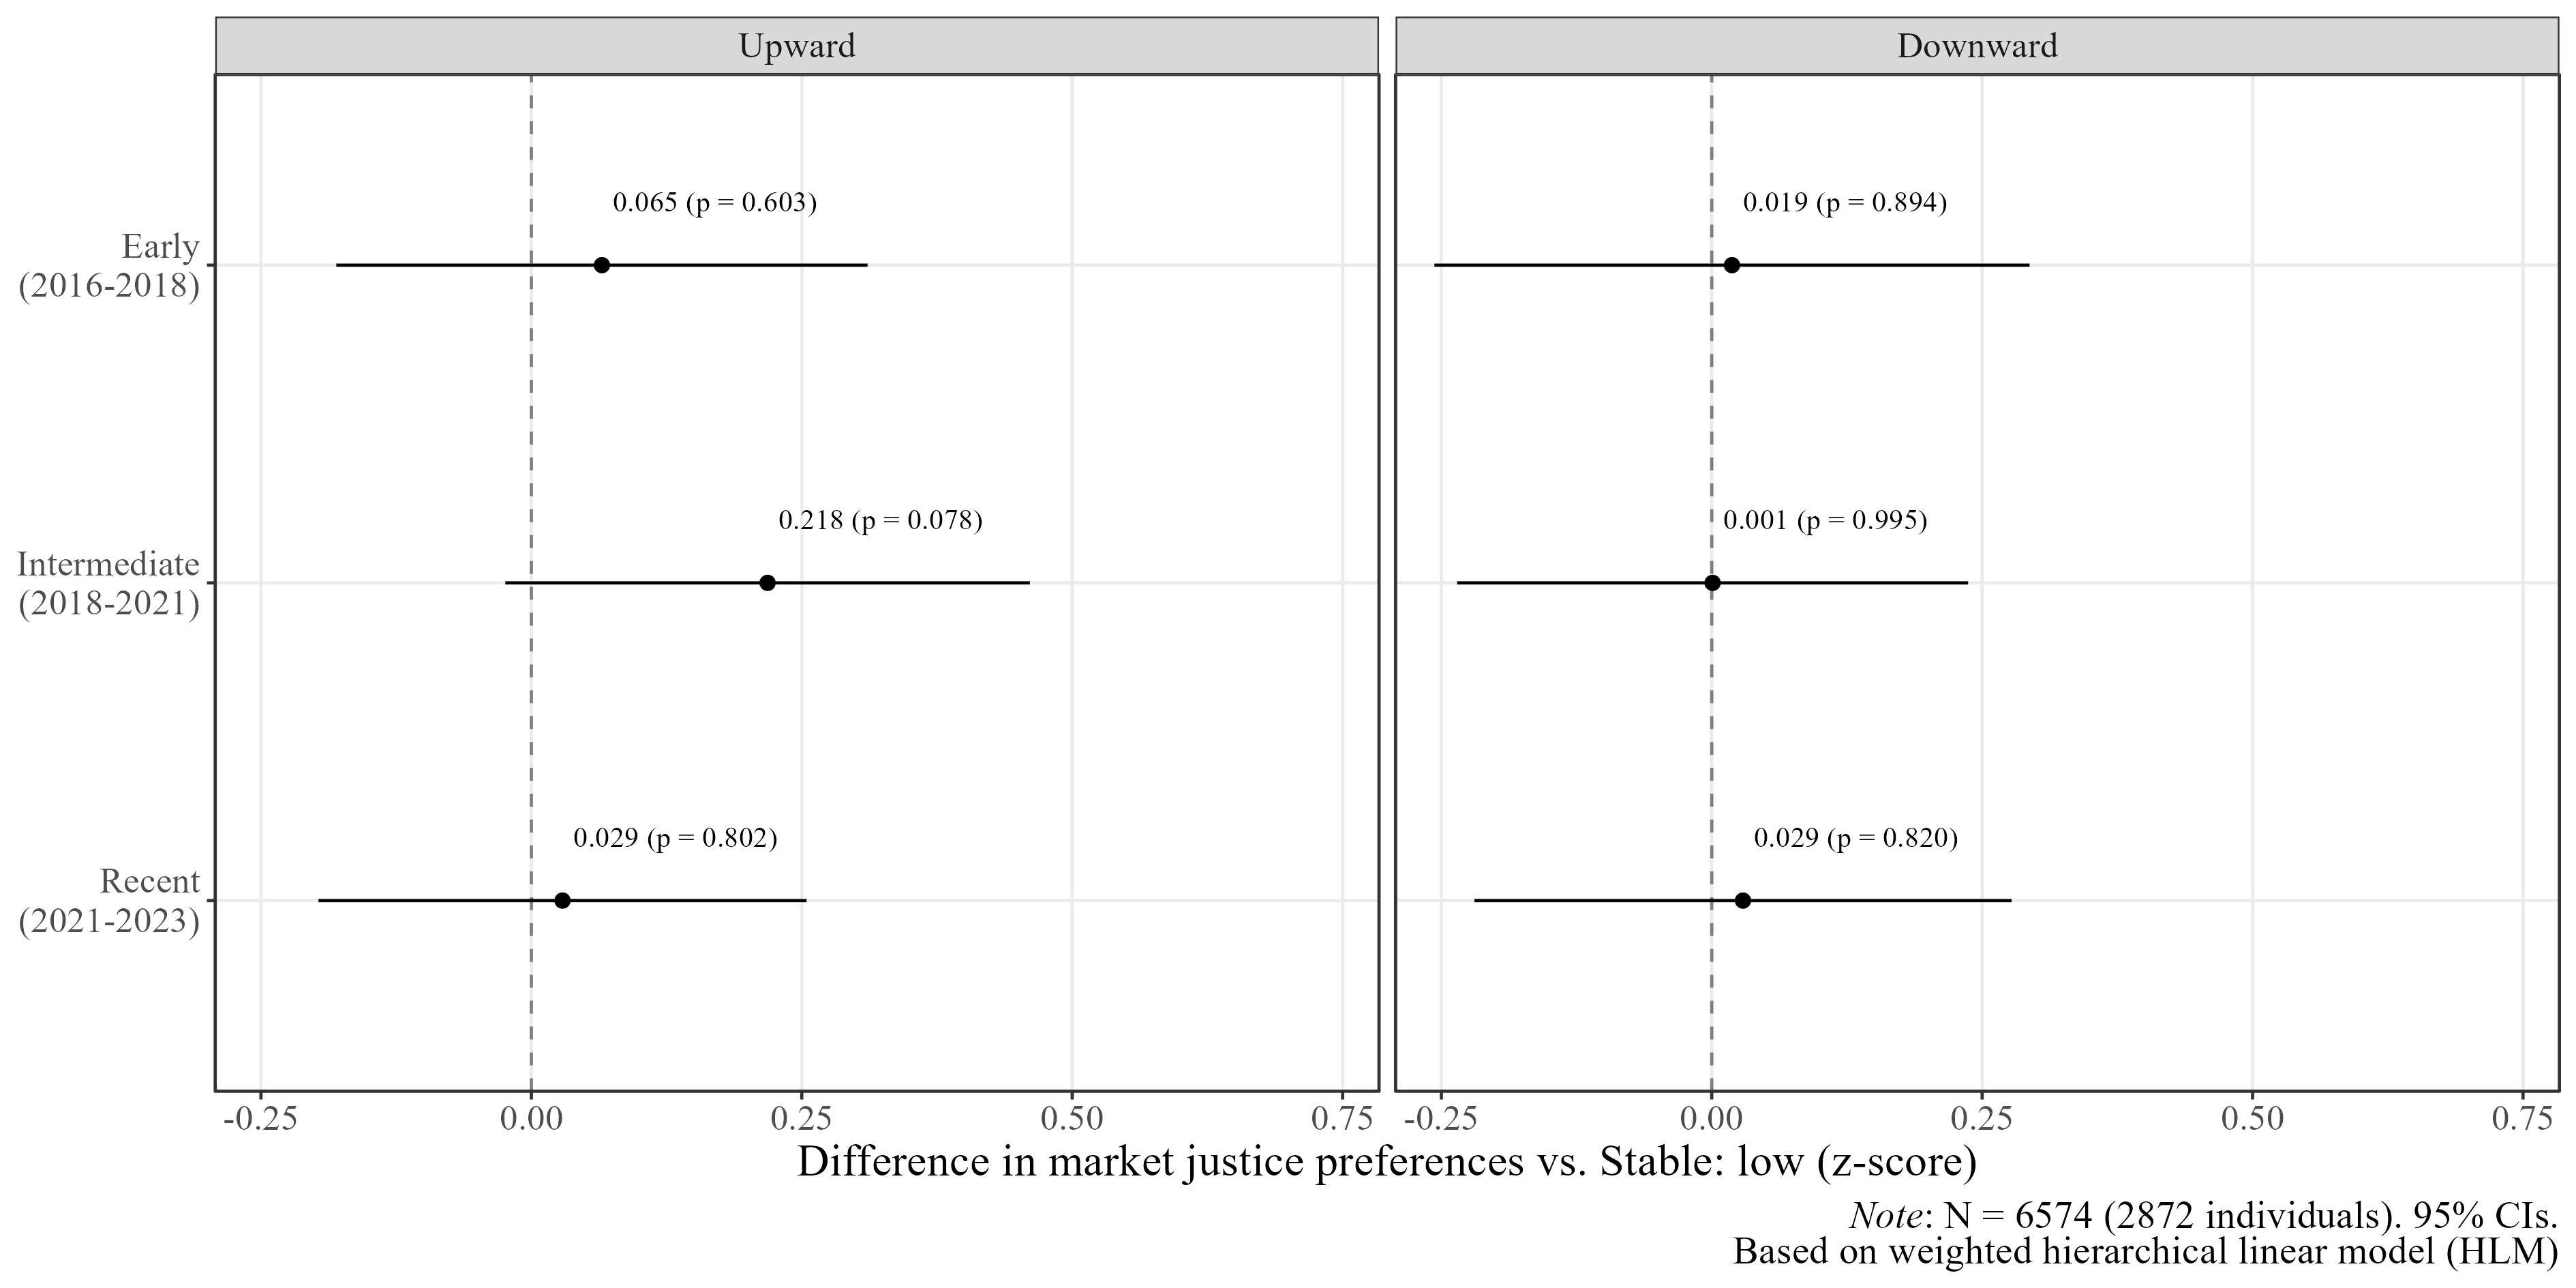 Upward
Downward
0.065 (p = 0.603)
0.019 (p = 0.894)
Early
(2016-2018)
0.218 (p = 0.078)
0.001 (p = 0.995)
Intermediate
(2018-2021)
0.029 (p = 0.802)
0.029 (p = 0.820)
Recent
(2021-2023)
-0.25 0.00 0.25 0.50 0.75
-0.25 0.00 0.25 0.50 0.75
Difference in market justice preferences vs. Stable: low (z-score)
Note: N = 6574 (2872 individuals). 95% CIs.
Based on weighted hierarchical linear model (HLM)